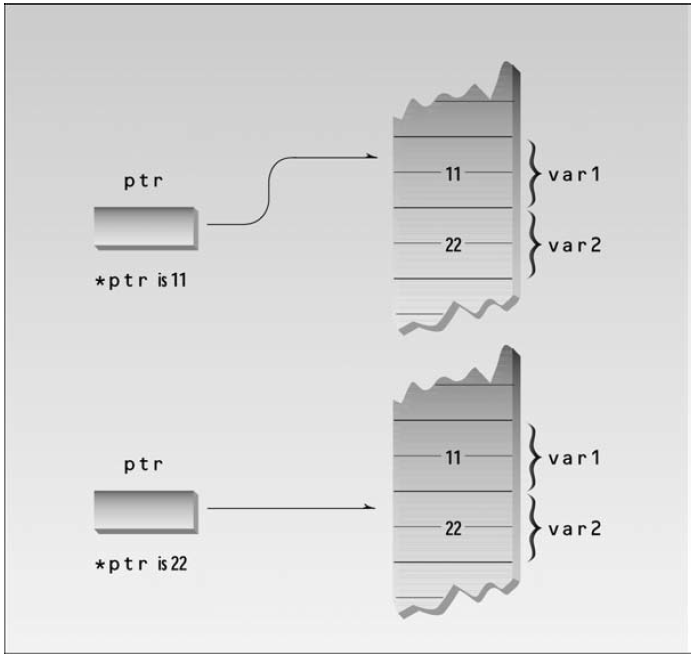 ptr
*ptr is 11
11
var1
22
var2
ptr
*ptr is 22
11
var1
22
var2